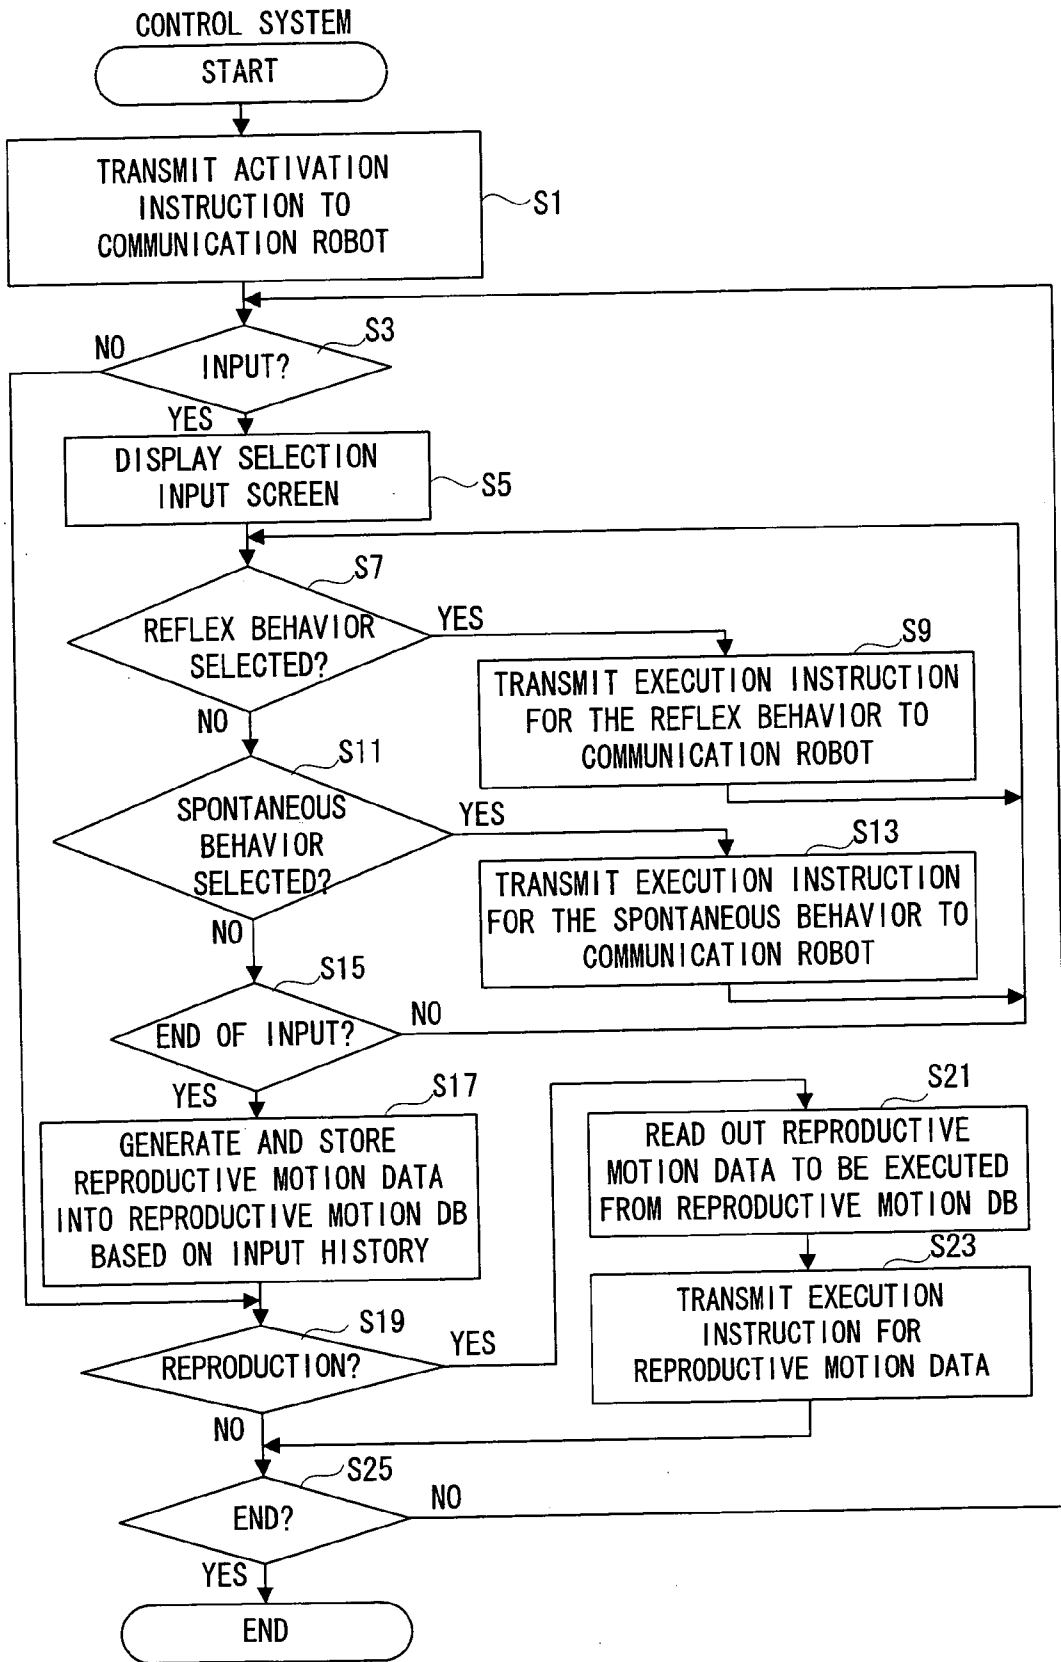 CONTROL SYSTEM
START
TRANSMIT ACTIVATION
INSTRUCTION TO
COMMUNICATION ROBOT
S1
S3
NO
INPUT?
YES
DISPLAY SELECTION
INPUT SCREEN
S5
S7
REFLEX BEHAVIOR
SELECTED?
YES
S9
TRANSMIT EXECUTION INSTRUCTION
FOR THE REFLEX BEHAVIOR TO
COMMUNICATION ROBOT
NO
S11
SPONTANEOUS
BEHAVIOR
SELECTED?
YES
S13
TRANSMIT EXECUTION INSTRUCTION
FOR THE SPONTANEOUS BEHAVIOR TO
COMMUNICATION ROBOT
NO
S15
END OF INPUT?
NO
YES
S17
GENERATE AND STORE
REPRODUCTIVE MOTION DATA
INTO REPRODUCTIVE MOTION DB
BASED ON INPUT HISTORY
S21
READ OUT REPRODUCTIVE
MOTION DATA TO BE EXECUTED
FROM REPRODUCTIVE MOTION DB
S23
TRANSMIT EXECUTION
INSTRUCTION FOR
REPRODUCTIVE MOTION DATA
S19
REPRODUCTION?
YES
NO
S25
END?
NO
YES
END